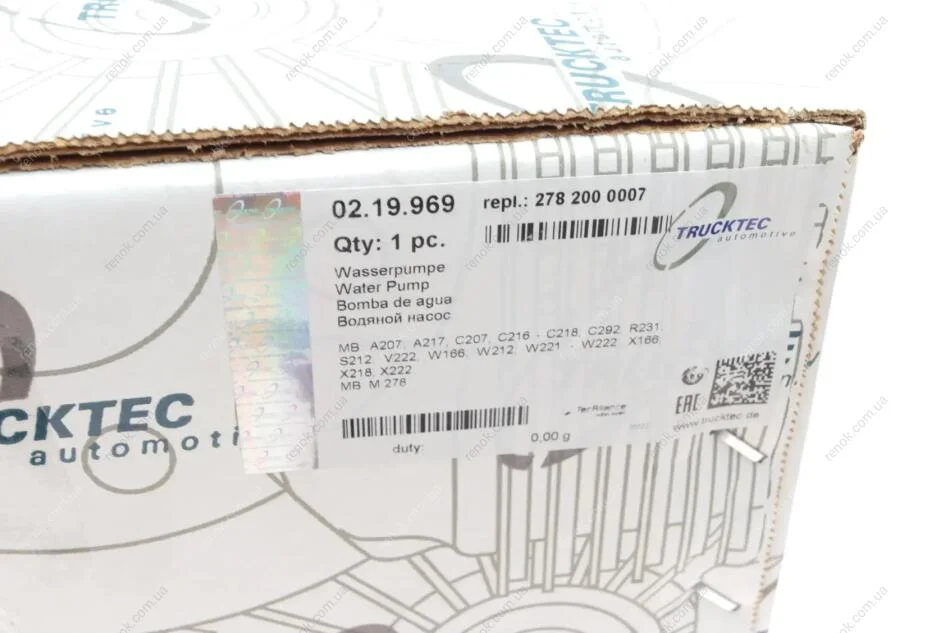 TRUCKTEC
V6
02.19.969
repl.: 278 200 0007
Qty: 1 pc.
TRUCKTEC
automotive
Wasserpumpe
Water Pump
Bomba de agua
Водяной насос
MB A207, A217, C207, C216 - C218, C292, R231,
S212, V222, W166, W212, W221 - W222, X166,
X218, X222
MB M 278
duty:
0,00 g
EAC
www.trucktec.de
CKTEC
automoti
renok.com.ua